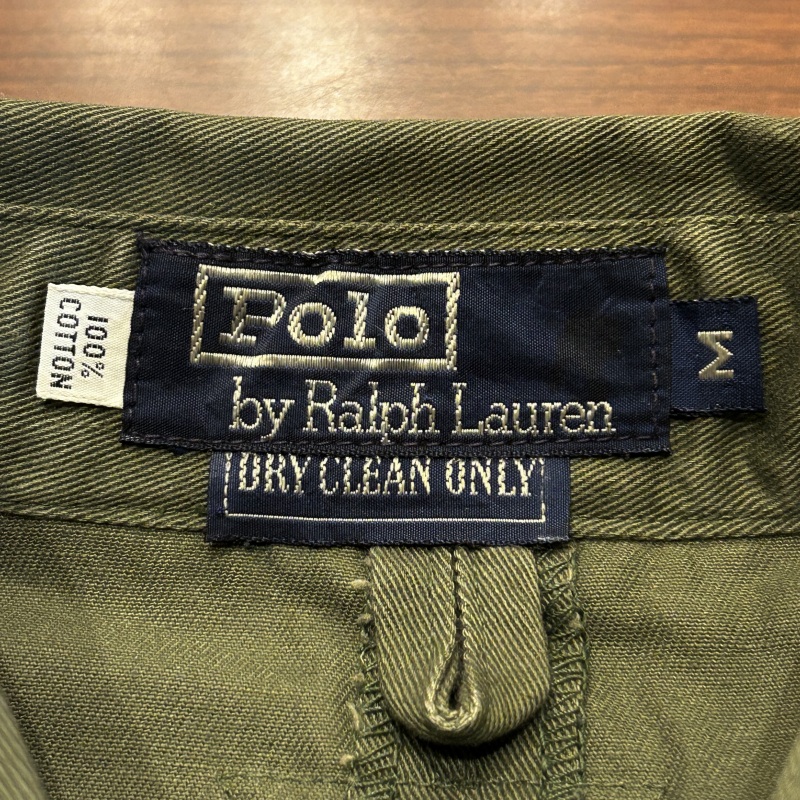 100%
COTTON
Polo
by Ralph Lauren
M
DRY CLEAN ONLY